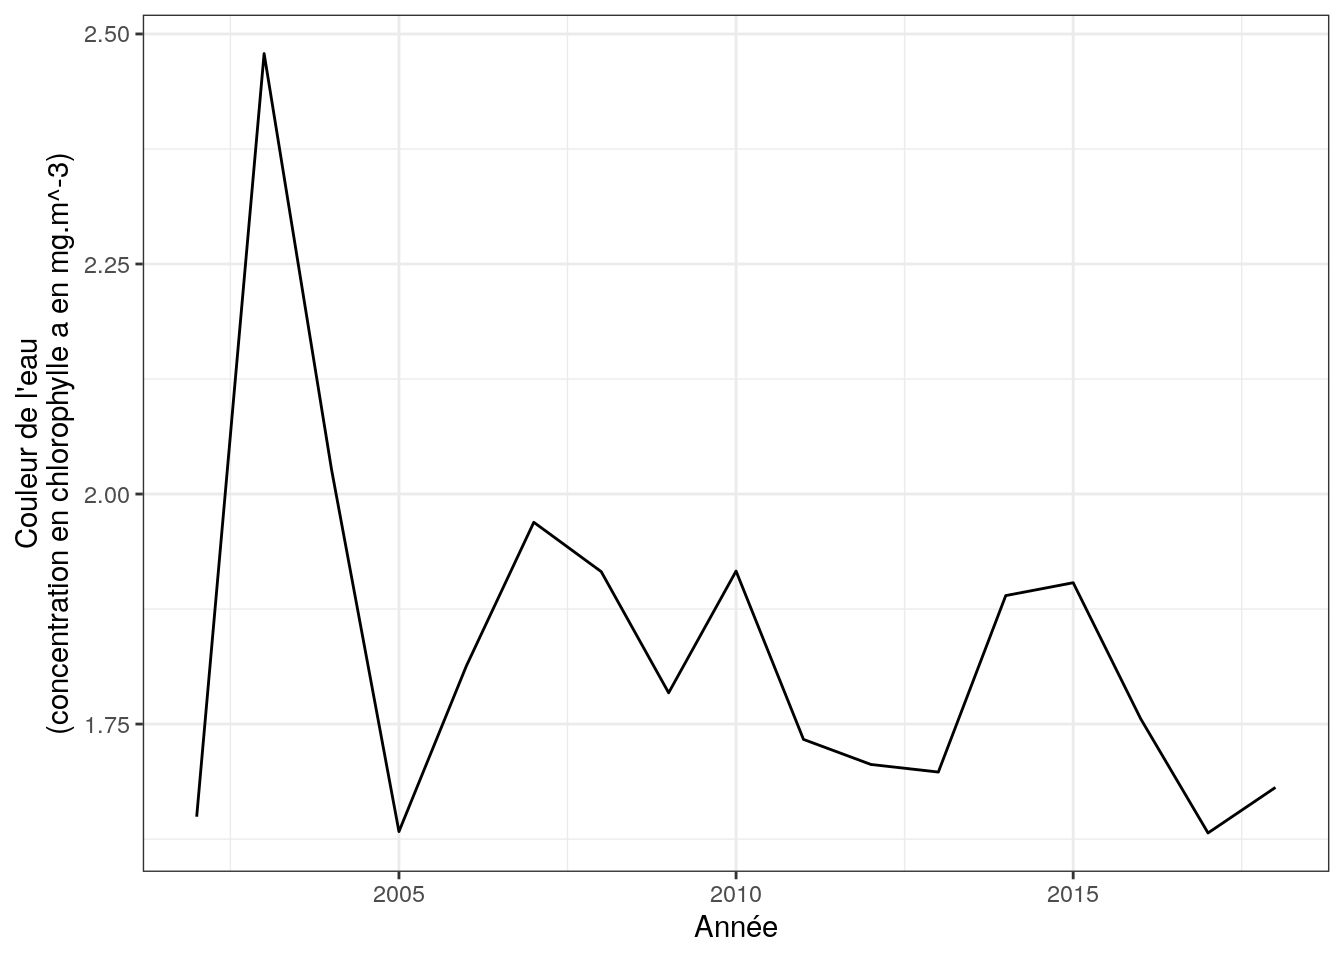 Couleur de l'eau
(concentration en chlorophylle a en mg.m^-3)
2.50
2.25
2.00
1.75
2005
2010
2015
Année